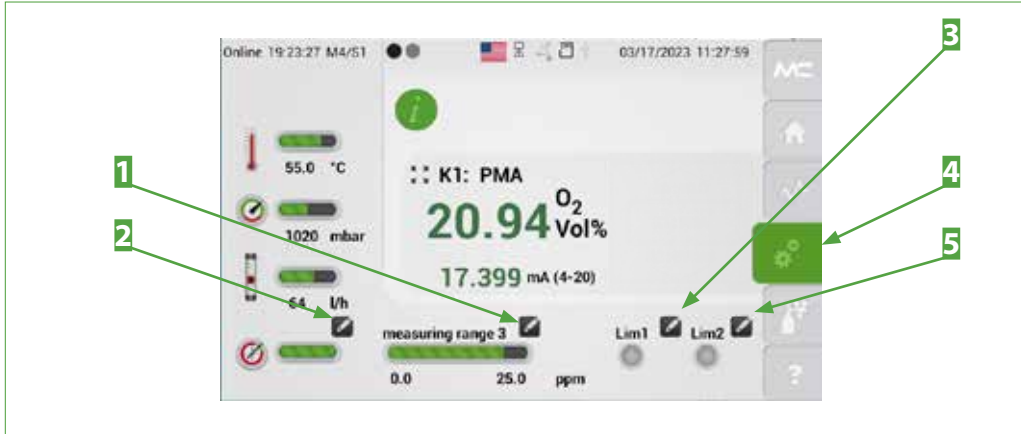 Online 19:23:27 M4/S1
03/17/2023 11:27:59
3
MC
i
55.0 °C
K1: PMA
1
4
O2
20.94 Vol%
1020 mbar
2
5
17.399 mA (4-20)
64 l/h
measuring range 3
Lim1
Lim2
0.0
25.0
ppm
?